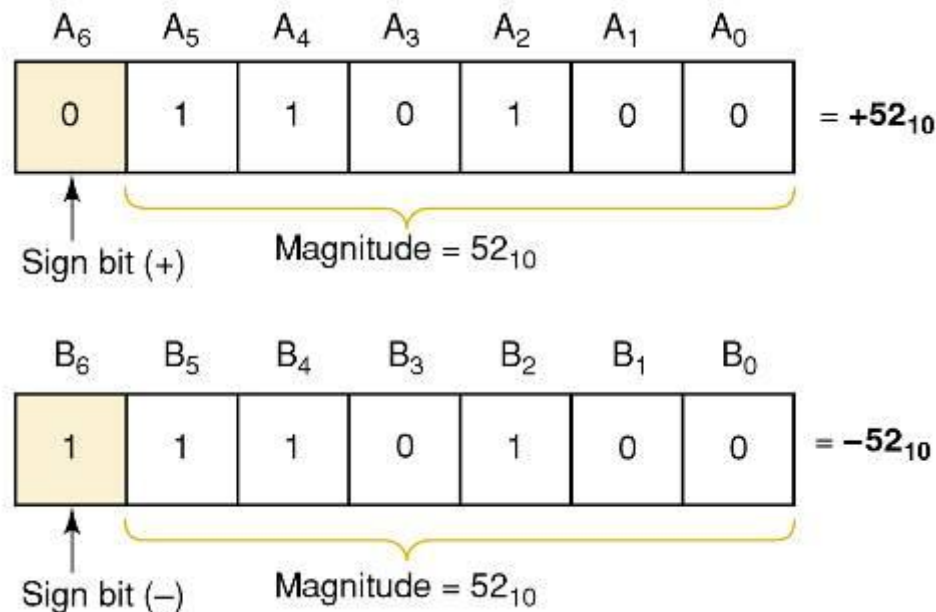 A₆ A₅ A₄ A₃ A₂ A₁ A₀
0 1 1 0 1 0 0 = +52₁₀
Sign bit (+) Magnitude = 52₁₀
B₆ B₅ B₄ B₃ B₂ B₁ B₀
1 1 1 0 1 0 0 = −52₁₀
Sign bit (−) Magnitude = 52₁₀